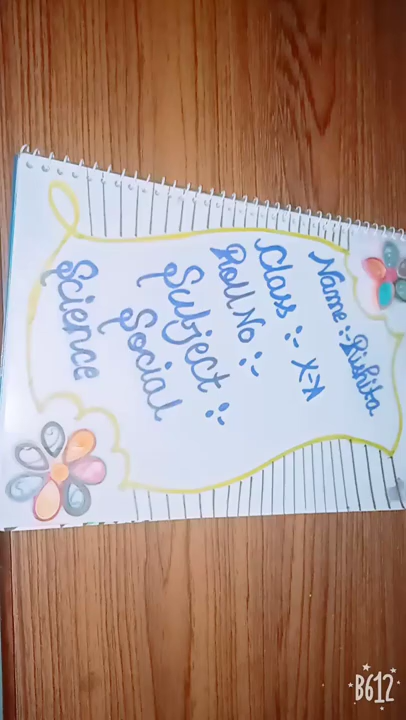 Name :- Rishita
Class :- X-A
Roll No :-
Subject :-
Social
Science
B612